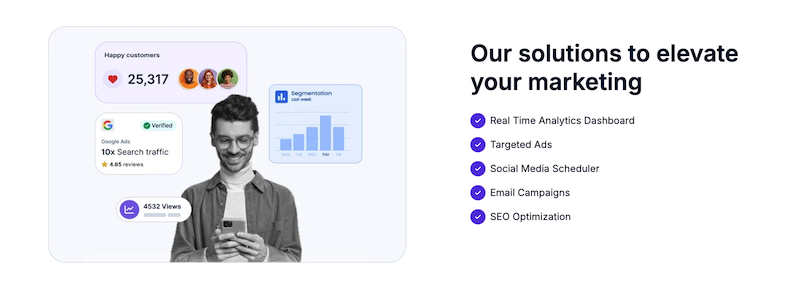 Happy customers
25,317
Verified
Google Ads
10x Search traffic
4.85 reviews
4532 Views
Segmentation
Last week
MON TUE WED THU FRI
Our solutions to elevate
your marketing
Real Time Analytics Dashboard
Targeted Ads
Social Media Scheduler
Email Campaigns
SEO Optimization